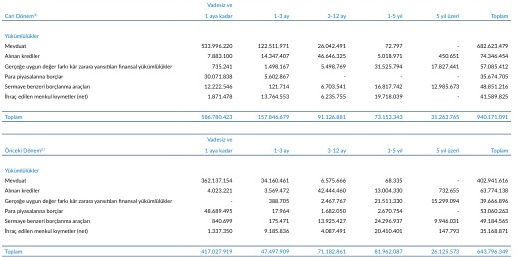 Vadesiz ve
Cari Dönem 1 aya kadar 1-3 ay 3-12 ay 1-5 yıl 5 yıl üzeri Toplam
Yükümlülükler
Mevduat 533.996.220 122.511.971 26.042.491 72.797 - 682.623.479
Alınan krediler 7.883.100 14.347.407 46.646.325 5.018.971 450.651 74.346.454
Gerçeğe uygun değer farkı kâr zarara yansıtılan finansal yükümlülükler 735.241 1.498.167 5.498.769 31.525.794 17.827.441 57.085.412
Para piyasalarına borçlar 30.071.838 5.602.867 - - - 35.674.705
Sermaye benzeri borçlanma araçları 12.222.546 121.714 6.703.541 16.817.742 12.985.673 48.851.216
İhraç edilen menkul kıymetler (net) 1.871.478 13.764.553 6.235.755 19.718.039 - 41.589.825
Toplam 586.780.423 157.846.679 91.126.881 73.153.343 31.263.765 940.171.091
Vadesiz ve
Önceki Dönem 1 aya kadar 1-3 ay 3-12 ay 1-5 yıl 5 yıl üzeri Toplam
Yükümlülükler
Mevduat 362.137.154 34.160.461 6.575.666 68.335 - 402.941.616
Alınan krediler 4.023.221 3.569.472 42.444.460 13.004.330 732.655 63.774.138
Gerçeğe uygun değer farkı kâr zarara yansıtılan finansal yükümlülükler - 388.705 2.467.767 21.511.330 15.299.094 39.666.896
Para piyasalarına borçlar 48.689.495 17.964 1.682.050 2.670.754 - 53.060.263
Sermaye benzeri borçlanma araçları 840.699 175.471 13.925.427 24.296.937 9.946.031 49.184.565
İhraç edilen menkul kıymetler (net) 1.337.350 9.185.836 4.087.491 20.410.401 147.793 35.168.871
Toplam 417.027.919 47.497.909 71.182.861 81.962.087 26.125.573 643.796.349